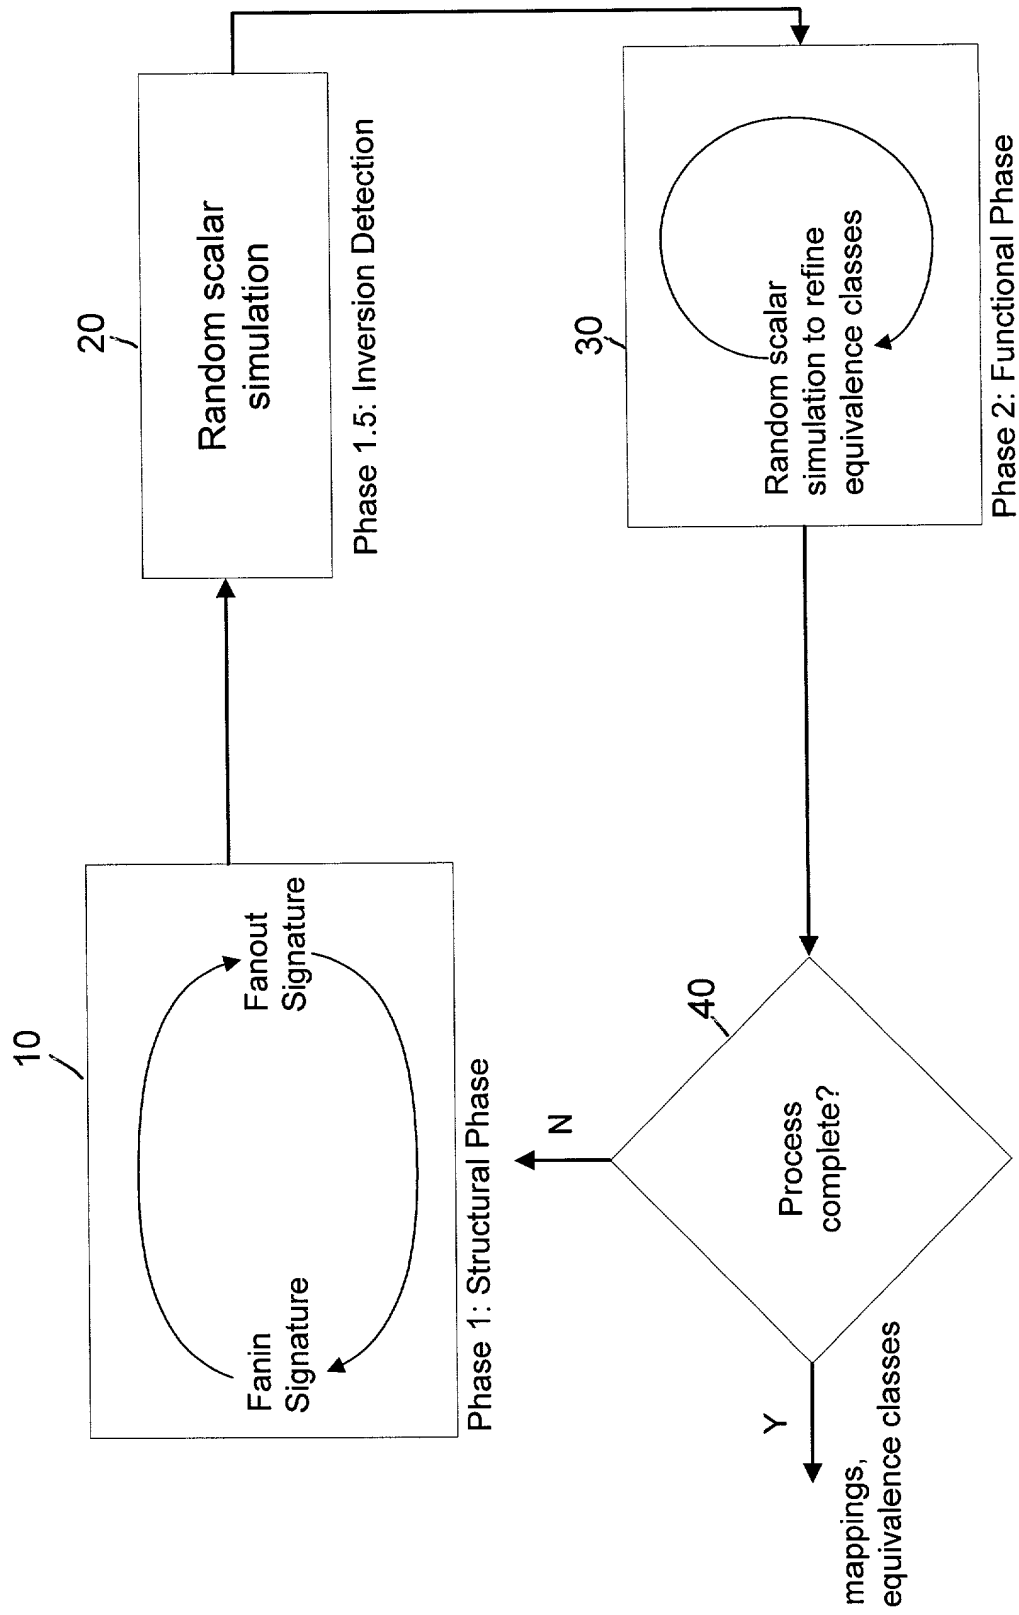 10
Fanin
Signature
Fanout
Signature
Phase 1: Structural Phase
20
Random scalar
simulation
Phase 1.5: Inversion Detection
30
Random scalar
simulation to refine
equivalence classes
Phase 2: Functional Phase
40
Process
complete?
N
Y
mappings,
equivalence classes